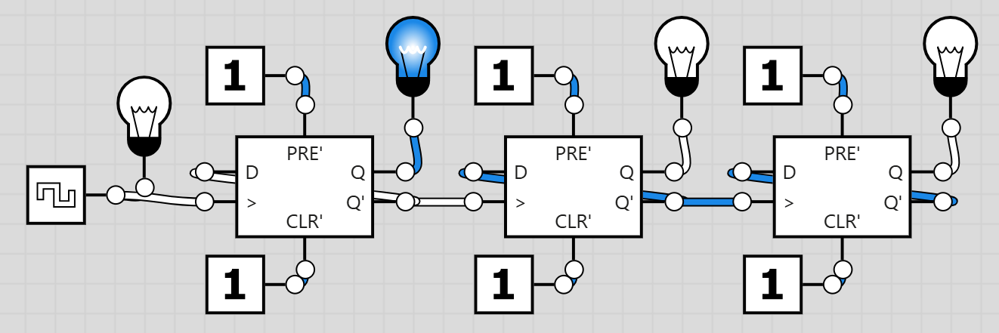 1 1 1
PRE' PRE' PRE'
D Q D Q D Q
> Q' > Q' > Q'
CLR' CLR' CLR'
1 1 1